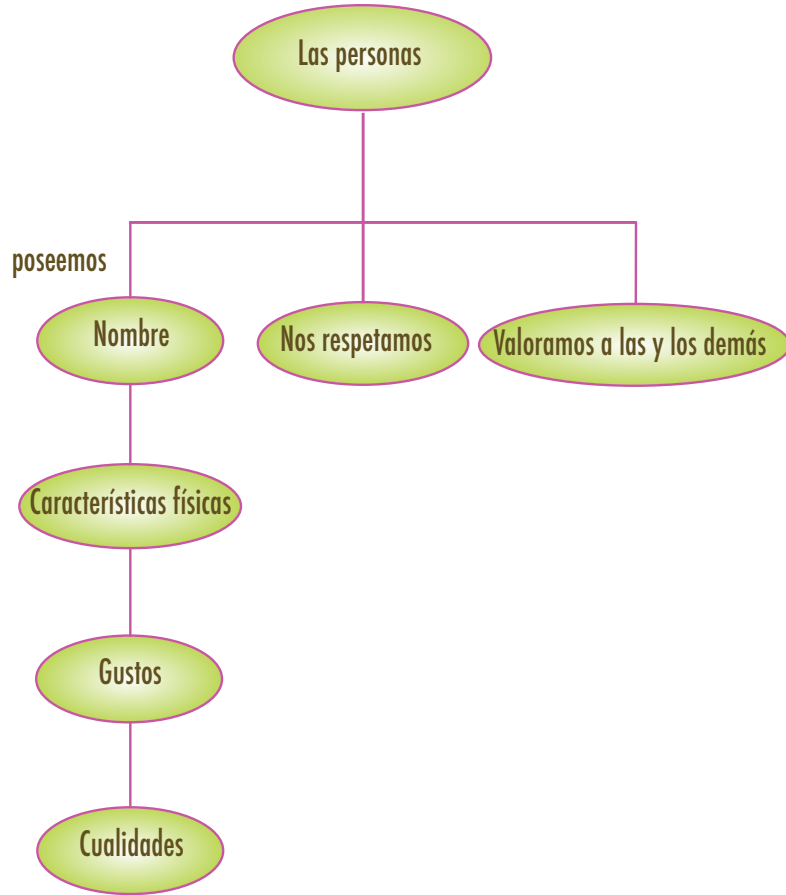 Las personas
poseemos
Nombre
Nos respetamos
Valoramos a las y los demás
Características físicas
Gustos
Cualidades